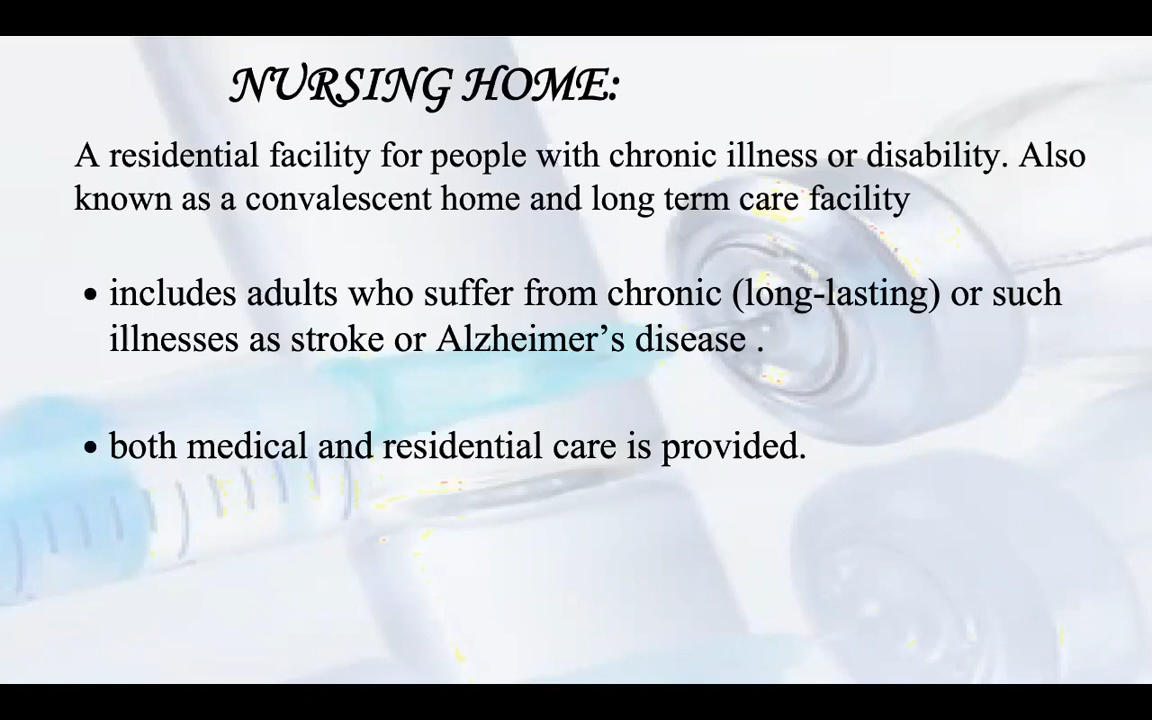 NURSING HOME:
A residential facility for people with chronic illness or disability. Also
known as a convalescent home and long term care facility
• includes adults who suffer from chronic (long-lasting) or such
illnesses as stroke or Alzheimer’s disease .
• both medical and residential care is provided.